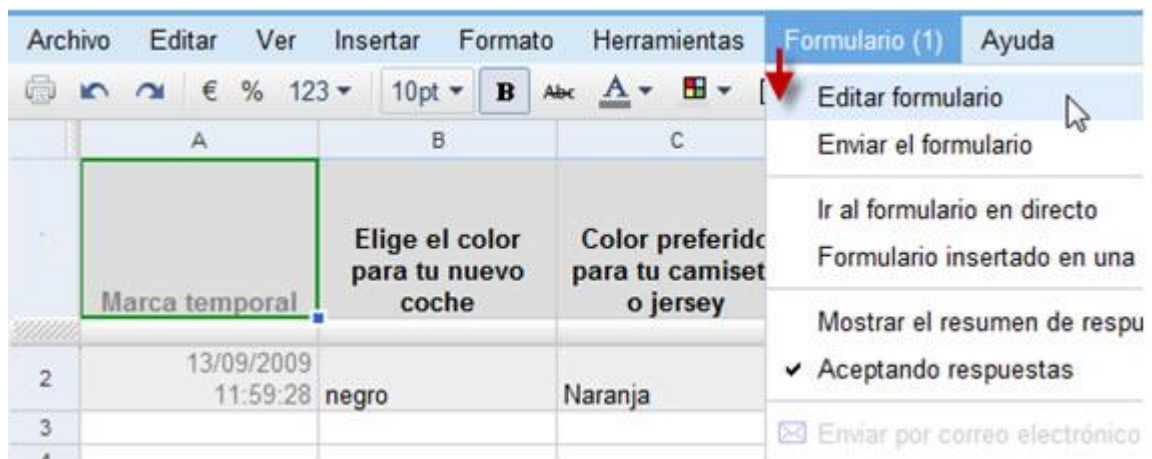 Archivo Editar Ver Insertar Formato Herramientas Formulario (1) Ayuda
€ % 123 10pt B Abc A
Editar formulario
Enviar el formulario
Ir al formulario en directo
Formulario insertado en una
Mostrar el resumen de respu
Aceptando respuestas
Enviar por correo electrónico
A B C
Marca temporal
Elige el color
para tu nuevo
coche
Color preferido
para tu camiset
o jersey
2
13/09/2009
11:59:28
negro
Naranja
3